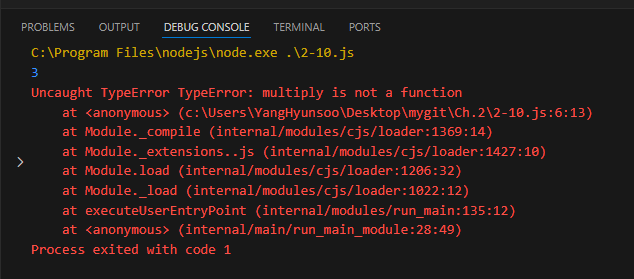 PROBLEMS OUTPUT DEBUG CONSOLE TERMINAL PORTS
C:\Program Files\nodejs\node.exe .\2-10.js
3
Uncaught TypeError TypeError: multiply is not a function
    at <anonymous> (c:\Users\YangHyunsoo\Desktop\mygit\Ch.2\2-10.js:6:13)
    at Module._compile (internal/modules/cjs/loader:1369:14)
    at Module._extensions..js (internal/modules/cjs/loader:1427:10)
    at Module.load (internal/modules/cjs/loader:1206:32)
    at Module._load (internal/modules/cjs/loader:1022:12)
    at executeUserEntryPoint (internal/modules/run_main:135:12)
    at <anonymous> (internal/main/run_main_module:28:49)
Process exited with code 1